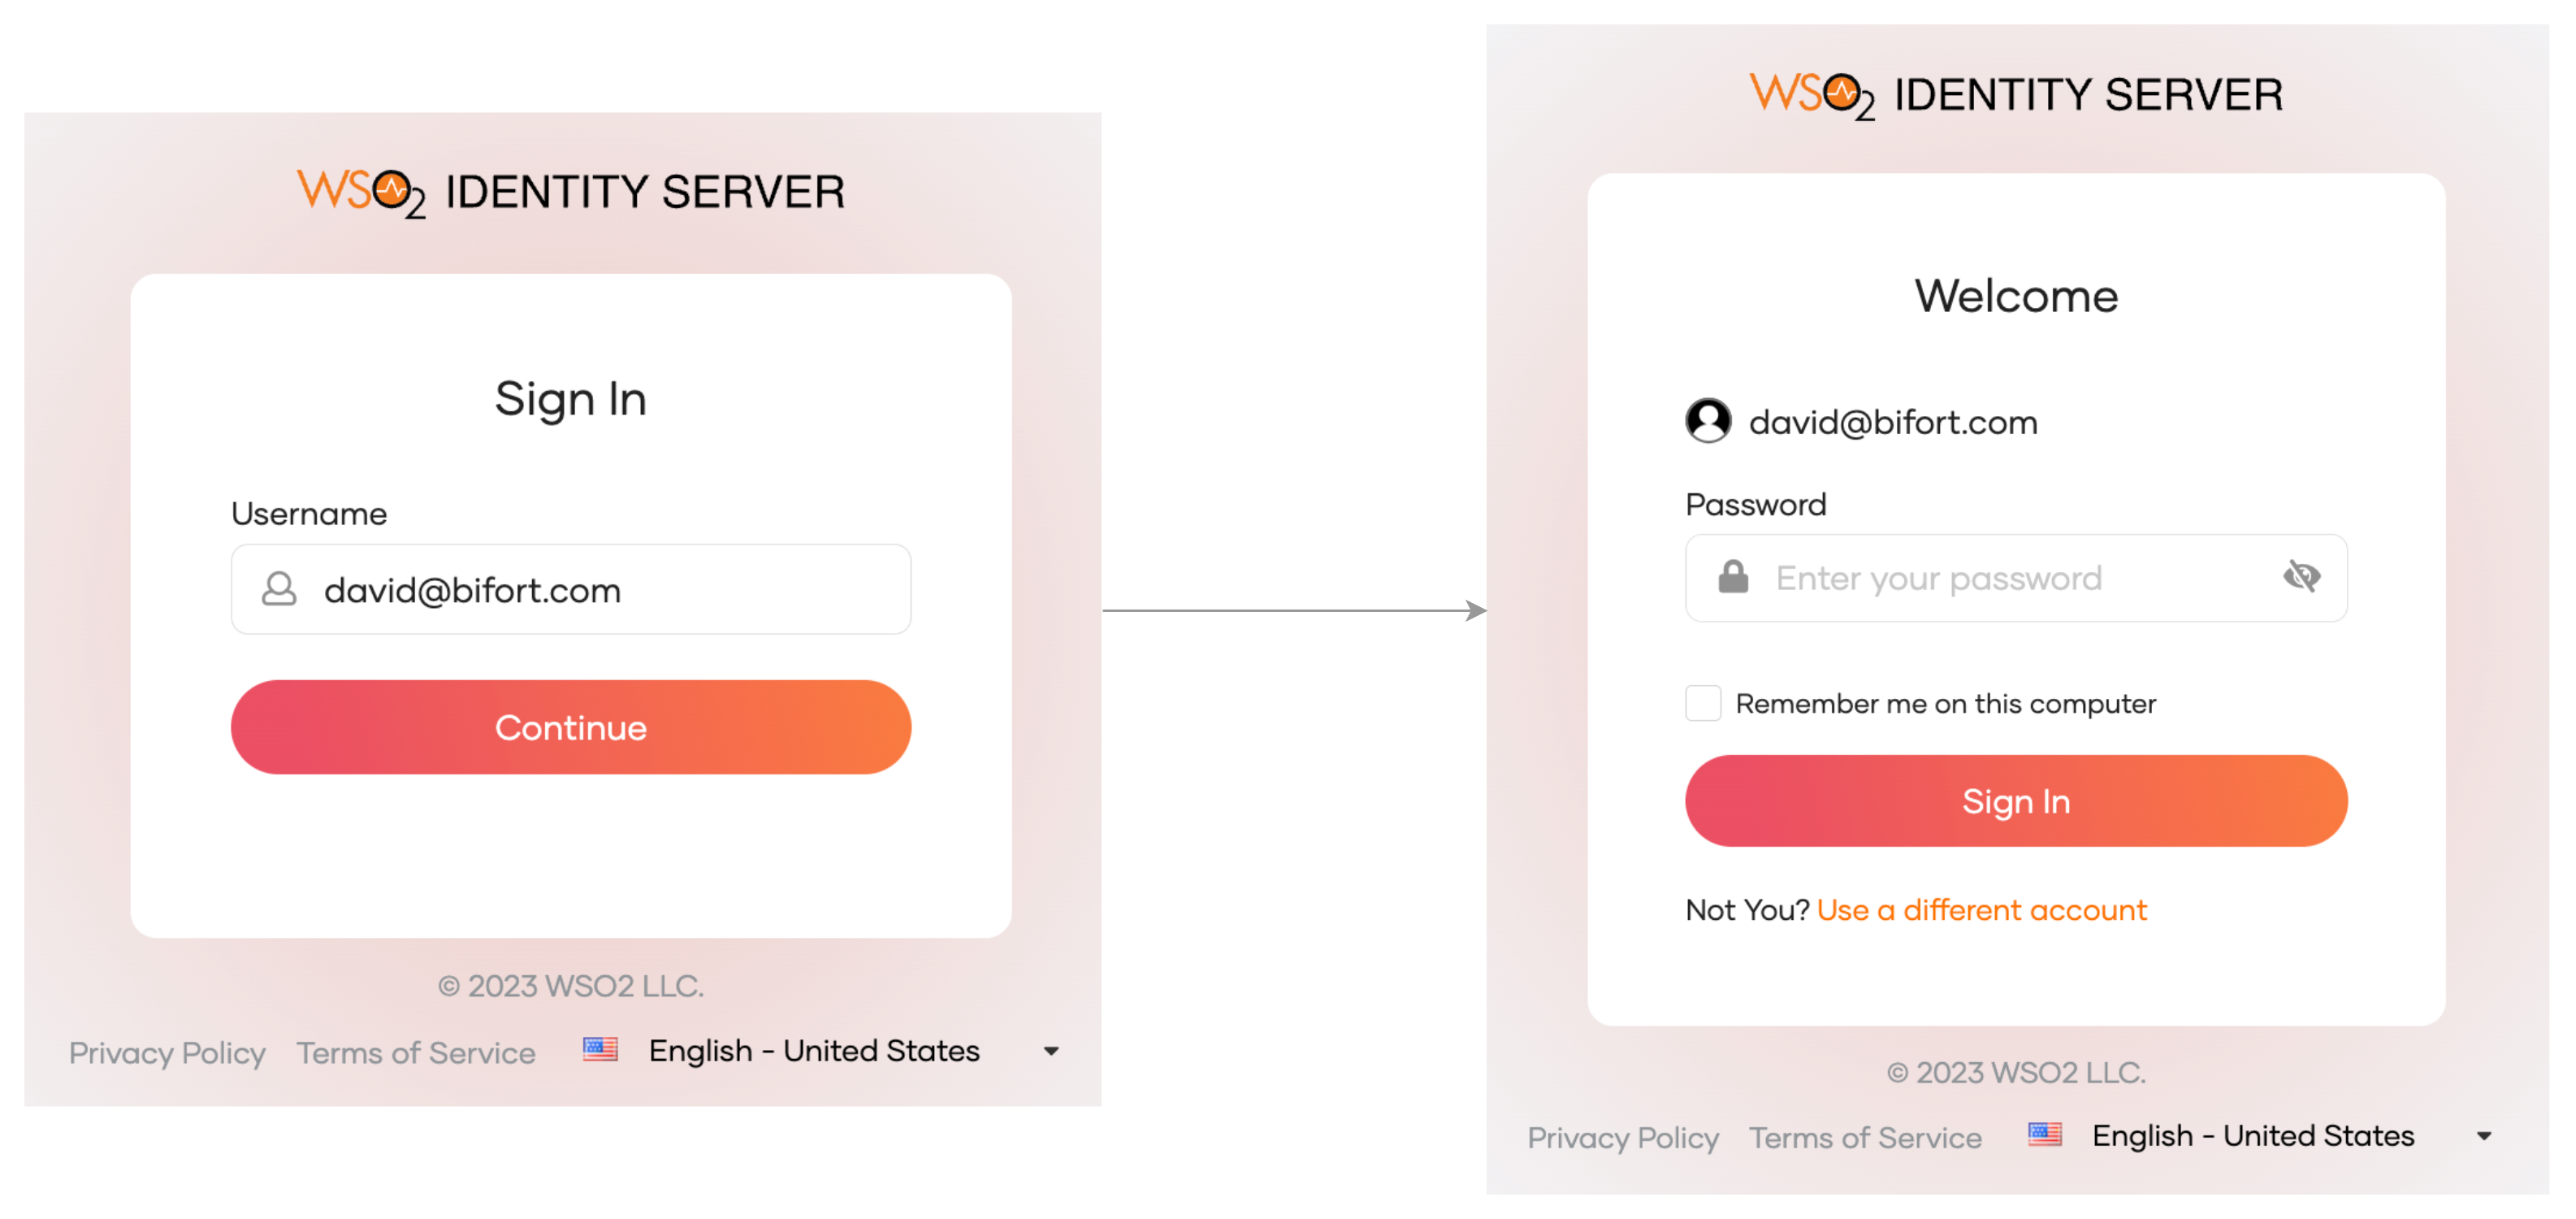 WSO2 IDENTITY SERVER
Sign In
Username
david@bifort.com
Continue
© 2023 WSO2 LLC.
Privacy Policy Terms of Service English - United States
WSO2 IDENTITY SERVER
Welcome
david@bifort.com
Password
Enter your password
Remember me on this computer
Sign In
Not You? Use a different account
© 2023 WSO2 LLC.
Privacy Policy Terms of Service English - United States